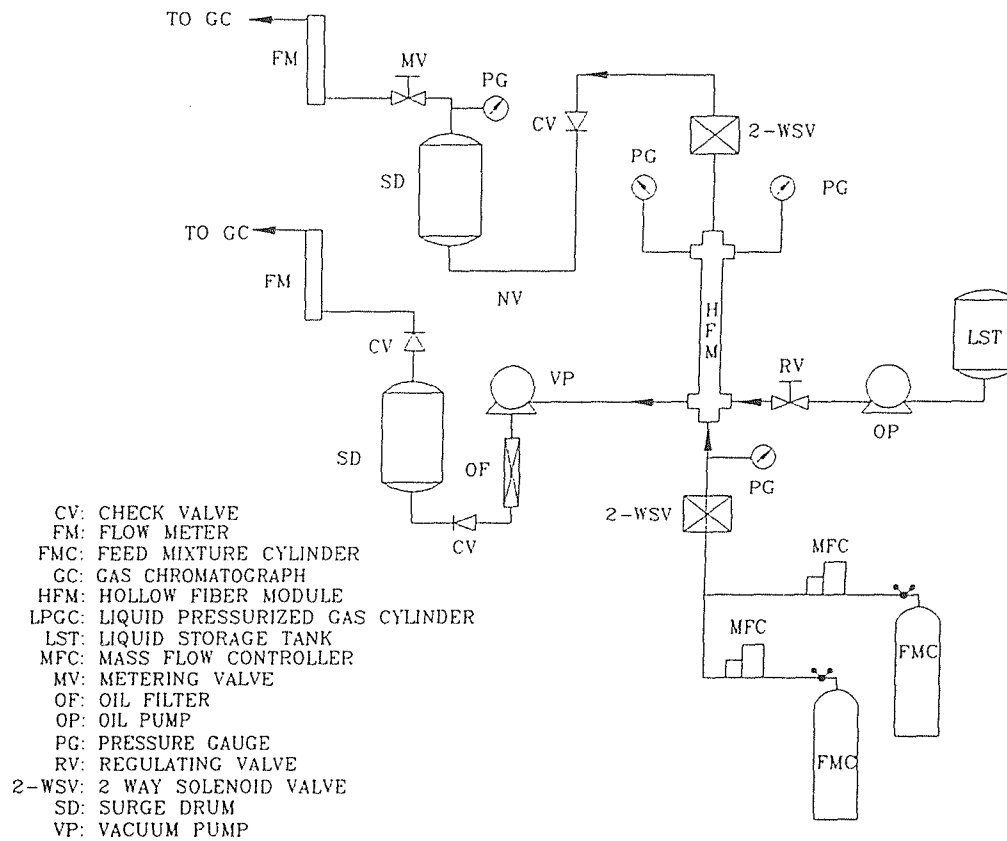 TO GC
FM
MV
PG
CV
2-WSV
SD
PG
PG
TO GC
FM
NV
HFM
LST
CV
VP
RV
OP
SD
OF
PG
CV
2-WSV
MFC
MFC
FMC
FMC
CV: CHECK VALVE
FM: FLOW METER
FMC: FEED MIXTURE CYLINDER
GC: GAS CHROMATOGRAPH
HFM: HOLLOW FIBER MODULE
LPGC: LIQUID PRESSURIZED GAS CYLINDER
LST: LIQUID STORAGE TANK
MFC: MASS FLOW CONTROLLER
MV: METERING VALVE
OF: OIL FILTER
OP: OIL PUMP
PG: PRESSURE GAUGE
RV: REGULATING VALVE
2-WSV: 2 WAY SOLENOID VALVE
SD: SURGE DRUM
VP: VACUUM PUMP